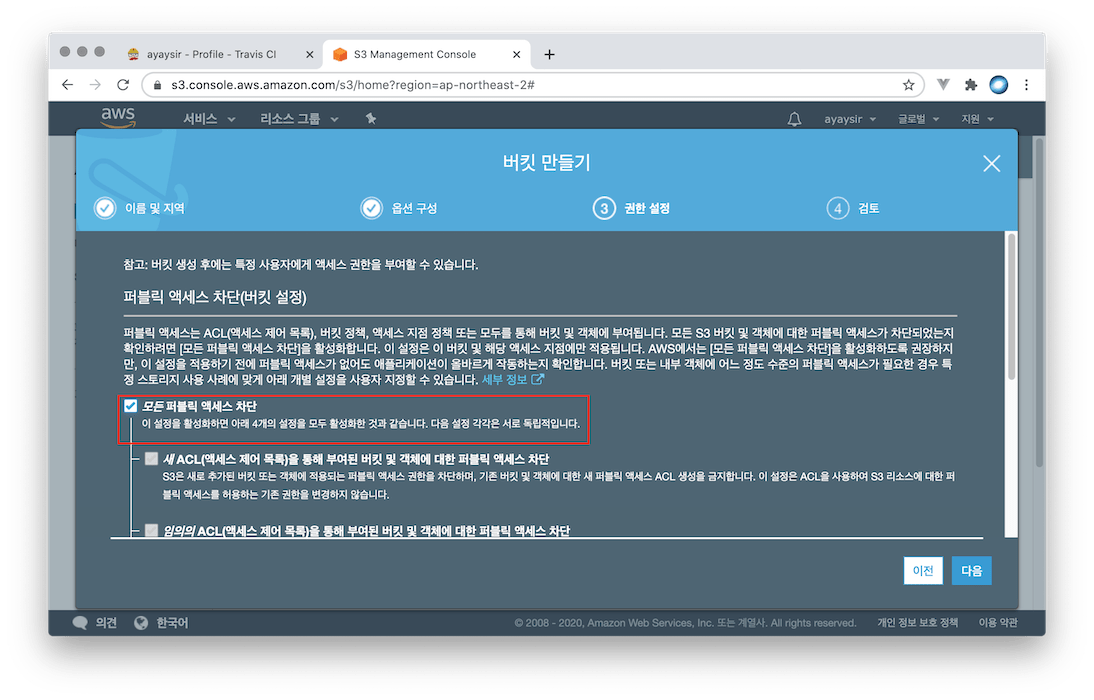 ayaysir - Profile - Travis CI
S3 Management Console
s3.console.aws.amazon.com/s3/home?region=ap-northeast-2#
aws
서비스
리소스 그룹
ayaysir
글로벌
지원
버킷 만들기
이름 및 지역
옵션 구성
3 권한 설정
4 검토
참고: 버킷 생성 후에는 특정 사용자에게 액세스 권한을 부여할 수 있습니다.
퍼블릭 액세스 차단(버킷 설정)
퍼블릭 액세스는 ACL(액세스 제어 목록), 버킷 정책, 액세스 지점 정책 또는 모두를 통해 버킷 및 객체에 부여됩니다. 모든 S3 버킷 및 객체에 대한 퍼블릭 액세스가 차단되었는지
확인하려면 [모든 퍼블릭 액세스 차단]을 활성화합니다. 이 설정은 이 버킷 및 해당 액세스 지점에만 적용됩니다. AWS에서는 [모든 퍼블릭 액세스 차단]을 활성화하도록 권장하지
만, 이 설정을 적용하기 전에 퍼블릭 액세스가 없어도 애플리케이션이 올바르게 작동하는지 확인합니다. 버킷 또는 내부 객체에 어느 정도 수준의 퍼블릭 액세스가 필요한 경우 특
정 스토리지 사용 사례에 맞게 아래 개별 설정을 사용자 지정할 수 있습니다. 세부 정보
모든 퍼블릭 액세스 차단
이 설정을 활성화하면 아래 4개의 설정을 모두 활성화한 것과 같습니다. 다음 설정 각각은 서로 독립적입니다.
새 ACL(액세스 제어 목록)을 통해 부여된 버킷 및 객체에 대한 퍼블릭 액세스 차단
S3은 새로 추가된 버킷 또는 객체에 적용되는 퍼블릭 액세스 권한을 차단하며, 기존 버킷 및 객체에 대한 새 퍼블릭 액세스 ACL 생성을 금지합니다. 이 설정은 ACL을 사용하여 S3 리소스에 대한 퍼
블릭 액세스를 허용하는 기존 권한을 변경하지 않습니다.
임의의 ACL(액세스 제어 목록)을 통해 부여된 버킷 및 객체에 대한 퍼블릭 액세스 차단
이전
다음
의견
한국어
© 2008 - 2020, Amazon Web Services, Inc. 또는 계열사. All rights reserved.
개인 정보 보호 정책
이용 약관